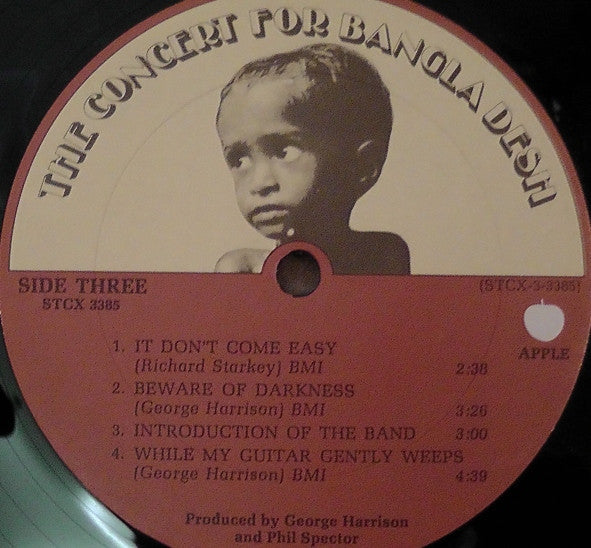 THE CONCERT FOR BANGLA DESH
SIDE THREE
STCX 3385
(STCX-3-3385)
APPLE
1. IT DON'T COME EASY
(Richard Starkey) BMI 2:38
2. BEWARE OF DARKNESS
(George Harrison) BMI 3:26
3. INTRODUCTION OF THE BAND 3:00
4. WHILE MY GUITAR GENTLY WEEPS
(George Harrison) BMI 4:39
Produced by George Harrison
and Phil Spector